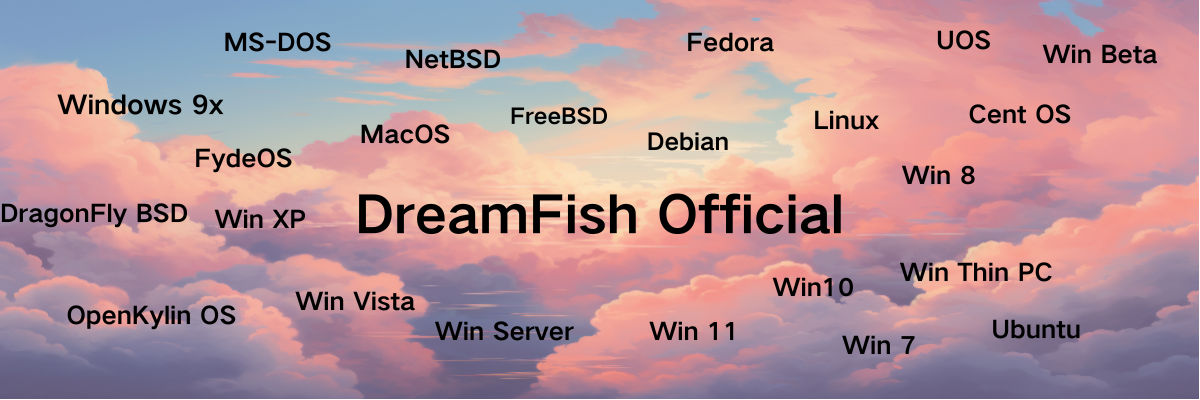 MS-DOS
NetBSD
Fedora
UOS
Win Beta
Windows 9x
MacOS
FreeBSD
Debian
Linux
Cent OS
FydeOS
Win 8
DragonFly BSD
Win XP
DreamFish Official
Win Thin PC
Win10
OpenKylin OS
Win Vista
Win Server
Win 11
Win 7
Ubuntu